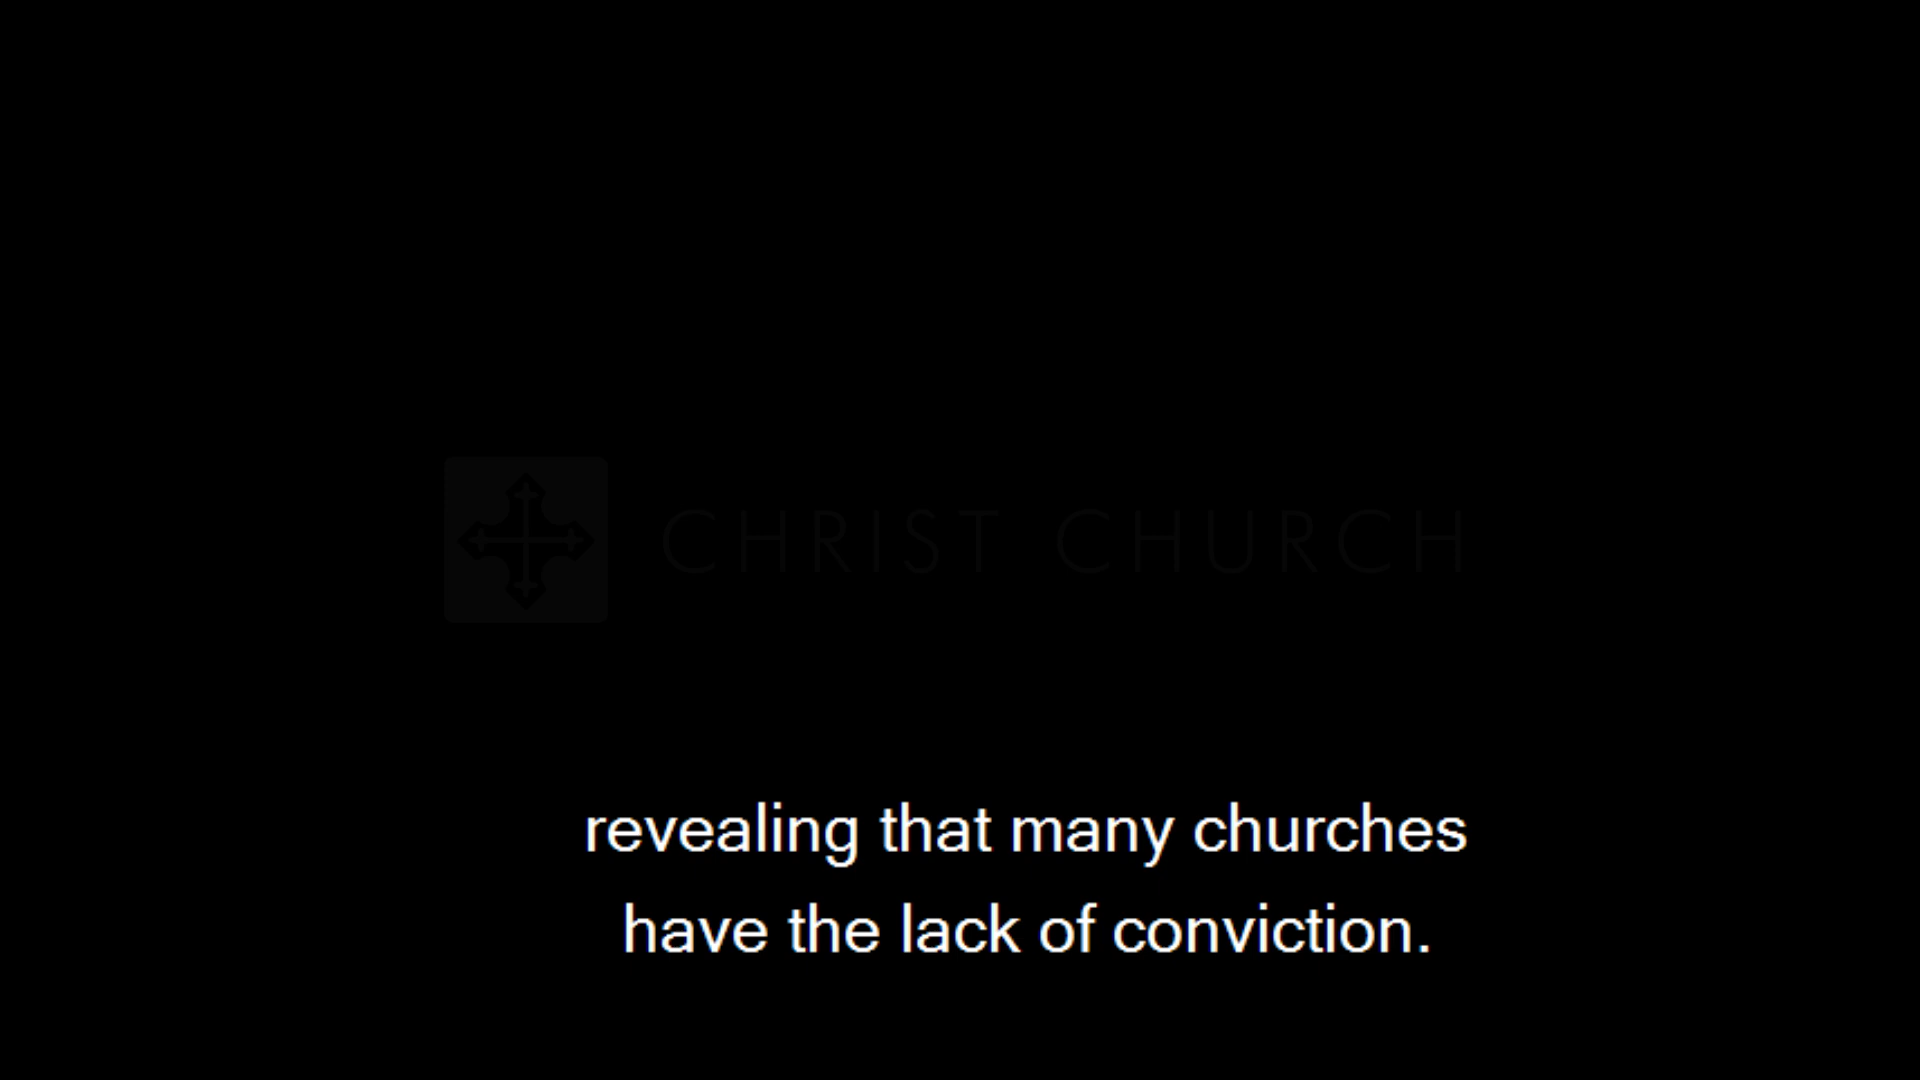 CHRIST CHURCH
revealing that many churches
have the lack of conviction.